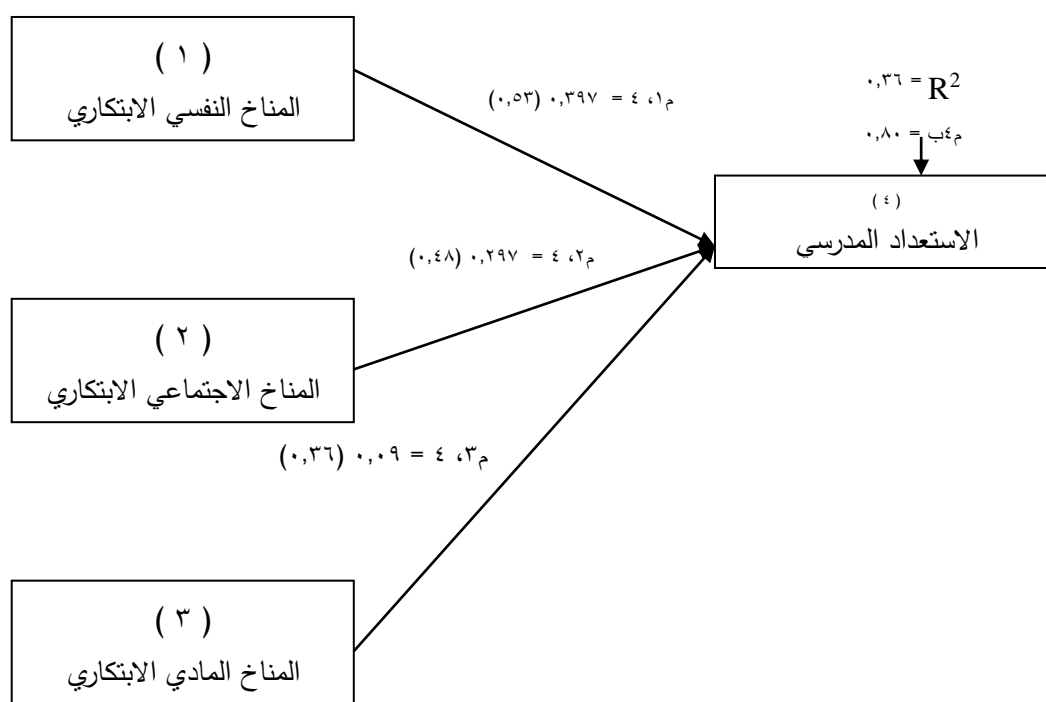 ( ١ )
المناخ النفسي الابتكاري
م١، ٤ = ٠,٣٩٧ (٠,٥٣)
R2 = ٠,٣٦
م٤ب = ٠,٨٠
( ٤ )
الاستعداد المدرسي
م٢، ٤ = ٠,٢٩٧ (٠,٤٨)
( ٢ )
المناخ الاجتماعي الابتكاري
م٣، ٤ = ٠,٠٩ (٠,٣٦)
( ٣ )
المناخ المادي الابتكاري